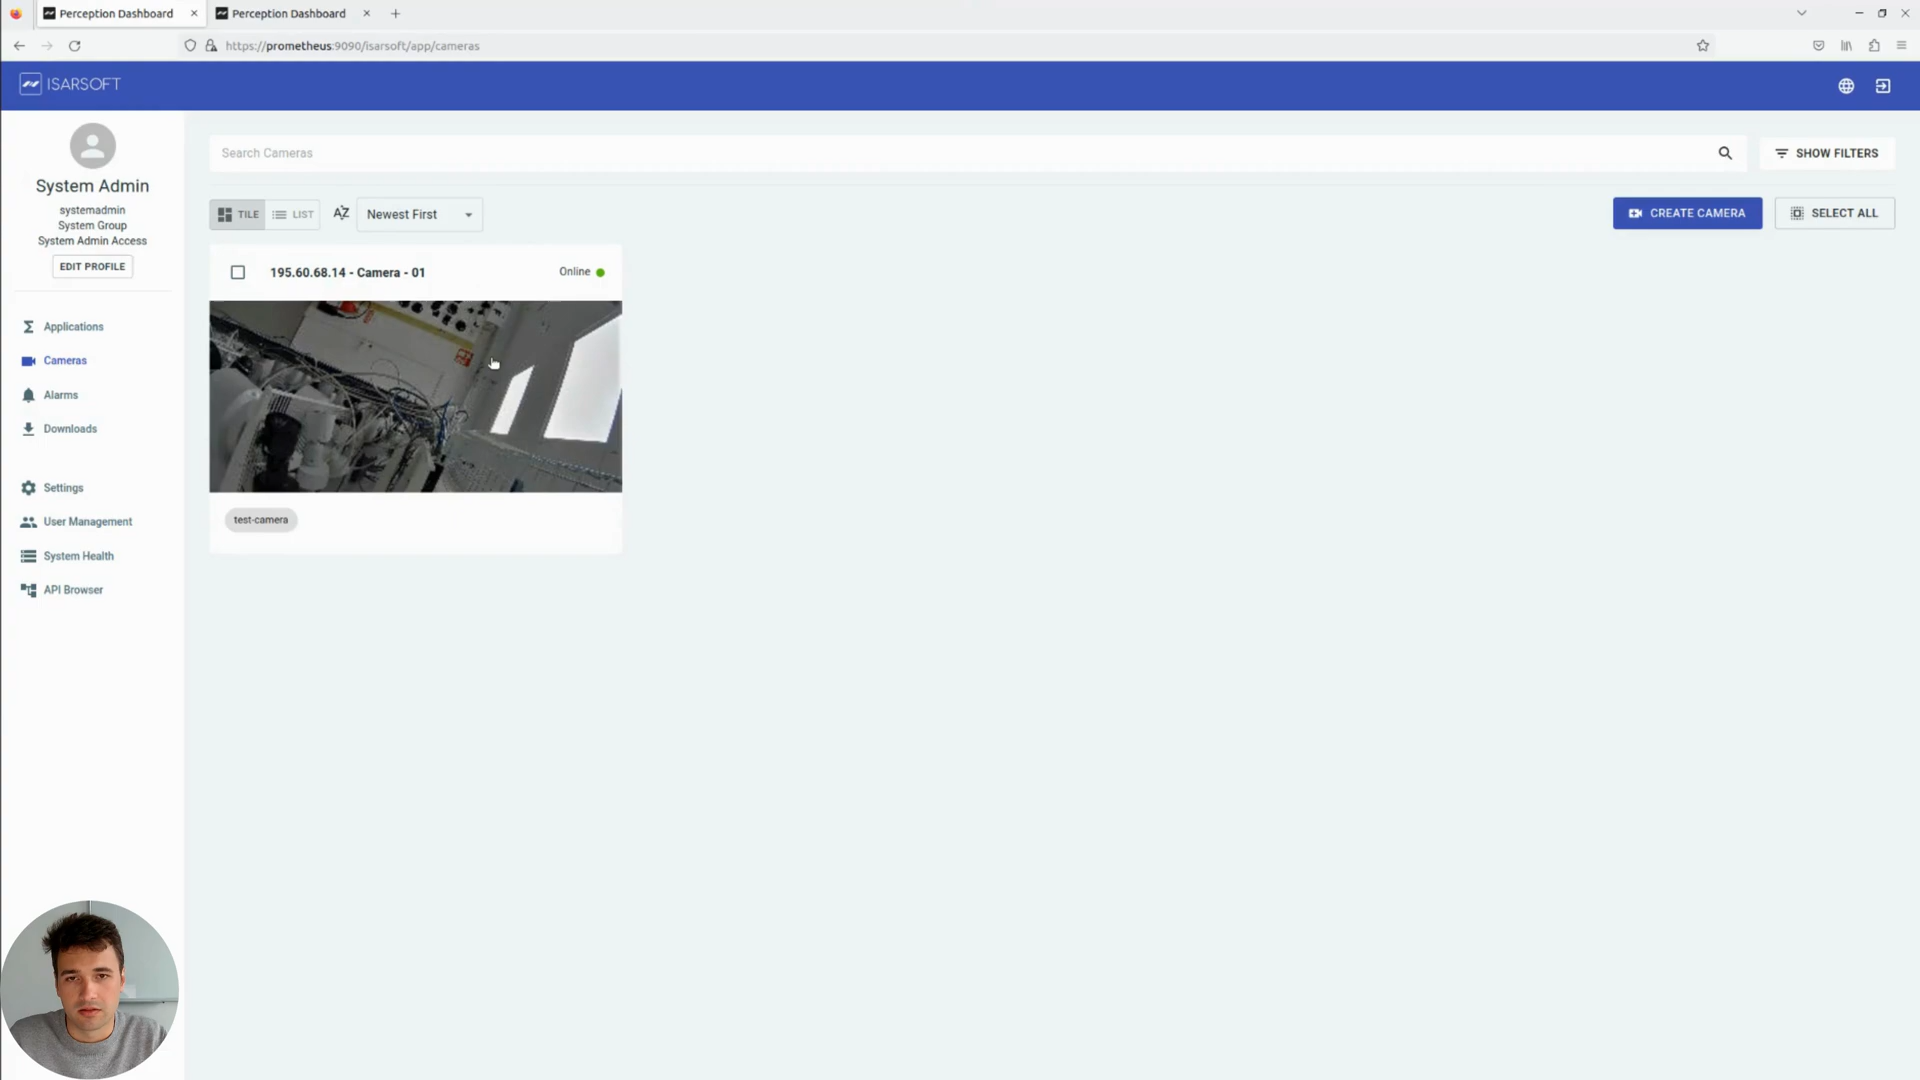 Perception Dashboard
Perception Dashboard
https://prometheus:9090/isarsoft/app/cameras
ISARSOFT
System Admin
systemadmin
System Group
System Admin Access
EDIT PROFILE
Applications
Cameras
Alarms
Downloads
Settings
User Management
System Health
API Browser
Search Cameras
SHOW FILTERS
TILE
LIST
AZ
Newest First
CREATE CAMERA
SELECT ALL
195.60.68.14 - Camera - 01
Online
test-camera